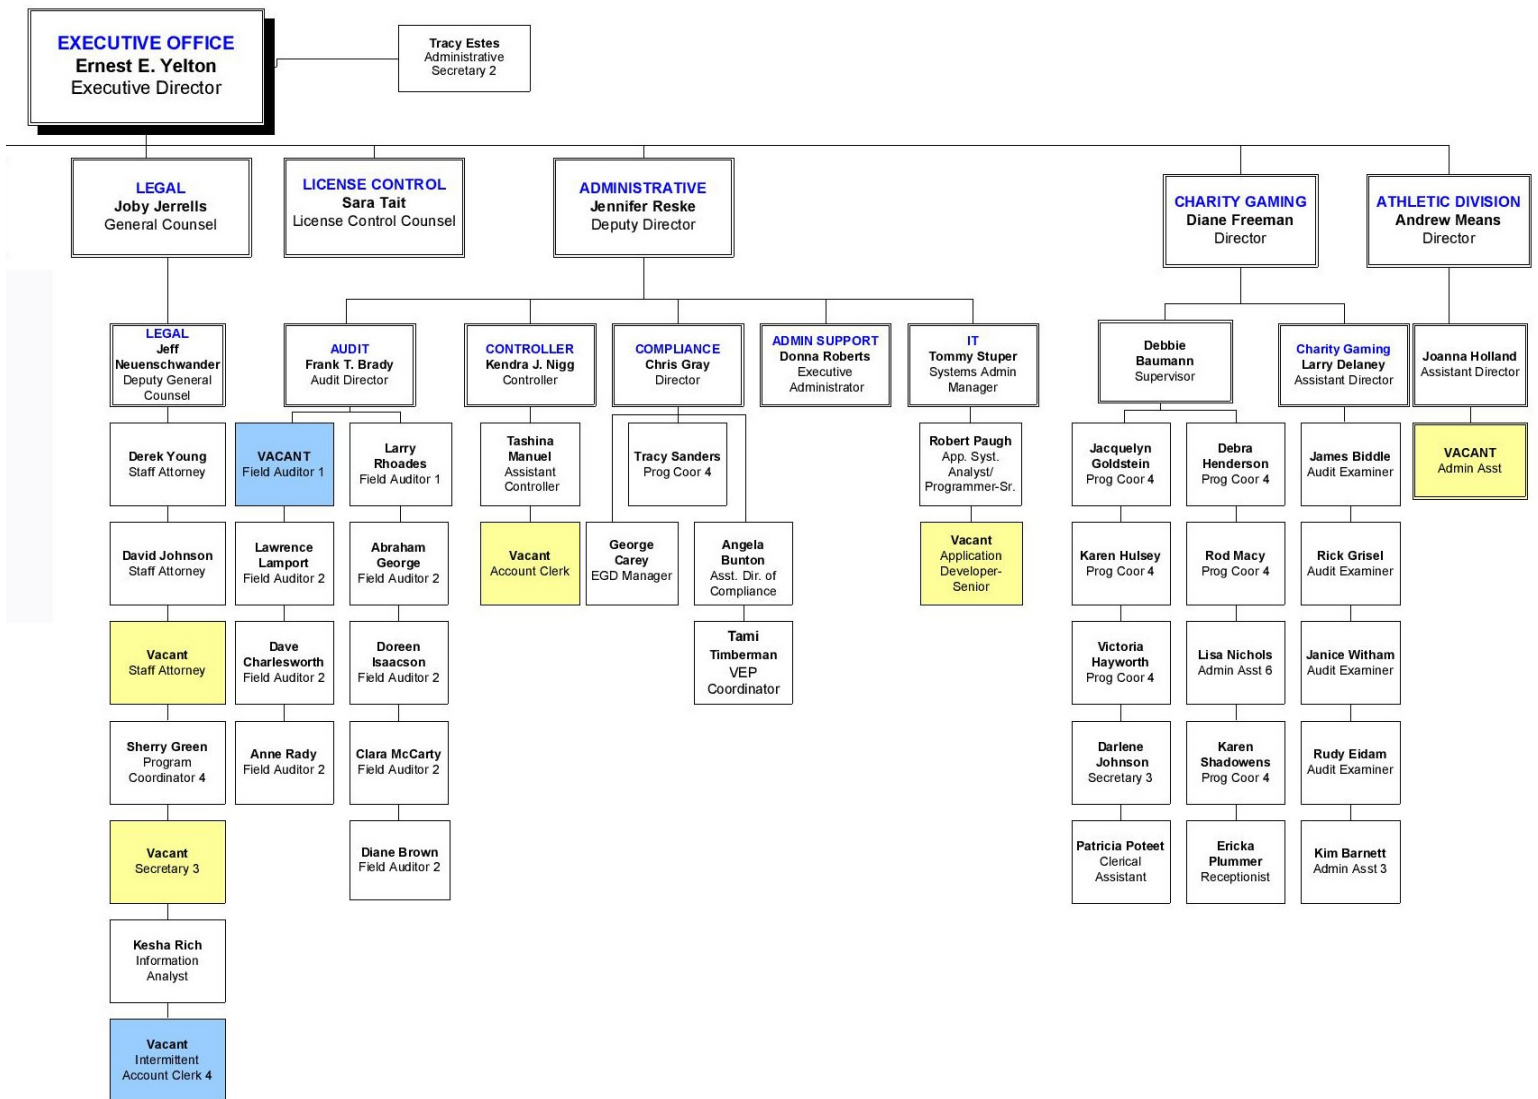 EXECUTIVE OFFICE
Ernest E. Yelton
Executive Director
Tracy Estes
Administrative
Secretary 2
LEGAL
Joby Jerrells
General Counsel
LICENSE CONTROL
Sara Tait
License Control Counsel
ADMINISTRATIVE
Jennifer Reske
Deputy Director
CHARITY GAMING
Diane Freeman
Director
ATHLETIC DIVISION
Andrew Means
Director
LEGAL
Jeff
Neuenschwander
Deputy General
Counsel
AUDIT
Frank T. Brady
Audit Director
CONTROLLER
Kendra J. Nigg
Controller
COMPLIANCE
Chris Gray
Director
ADMIN SUPPORT
Donna Roberts
Executive
Administrator
IT
Tommy Stuper
Systems Admin
Manager
Debbie
Baumann
Supervisor
Charity Gaming
Larry Delaney
Assistant Director
Joanna Holland
Assistant Director
Derek Young
Staff Attorney
VACANT
Field Auditor 1
Larry
Rhoades
Field Auditor 1
Tashina
Manuel
Assistant
Controller
Tracy Sanders
Prog Coor 4
Robert Paugh
App. Syst.
Analyst/
Programmer-Sr.
Jacquelyn
Goldstein
Prog Coor 4
Debra
Henderson
Prog Coor 4
James Biddle
Audit Examiner
VACANT
Admin Asst
David Johnson
Staff Attorney
Lawrence
Lamport
Field Auditor 2
Abraham
George
Field Auditor 2
Vacant
Account Clerk
George
Carey
EGD Manager
Angela
Bunton
Asst. Dir. of
Compliance
Vacant
Application
Developer-
Senior
Karen Hulsey
Prog Coor 4
Rod Macy
Prog Coor 4
Rick Grisel
Audit Examiner
Vacant
Staff Attorney
Dave
Charlesworth
Field Auditor 2
Doreen
Isaacson
Field Auditor 2
Tami
Timberman
VEP
Coordinator
Victoria
Hayworth
Prog Coor 4
Lisa Nichols
Admin Asst 6
Janice Witham
Audit Examiner
Sherry Green
Program
Coordinator 4
Anne Rady
Field Auditor 2
Clara McCarty
Field Auditor 2
Darlene
Johnson
Secretary 3
Karen
Shadowens
Prog Coor 4
Rudy Eidam
Audit Examiner
Vacant
Secretary 3
Diane Brown
Field Auditor 2
Patricia Poteet
Clerical
Assistant
Ericka
Plummer
Receptionist
Kim Barnett
Admin Asst 3
Kesha Rich
Information
Analyst
Vacant
Intermittent
Account Clerk 4